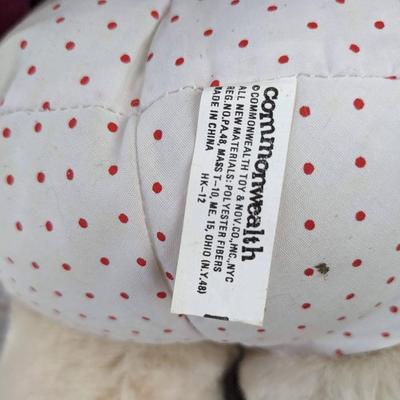 commonwealth
©COMMONWEALTH TOY & NOV.CO.,INC.,NYC
ALL NEW MATERIALS: POLYESTER FIBERS
REG.NO.PA.48, MASS T-10, ME. 15, OHIO (N.Y.48)
MADE IN CHINA
HK-12